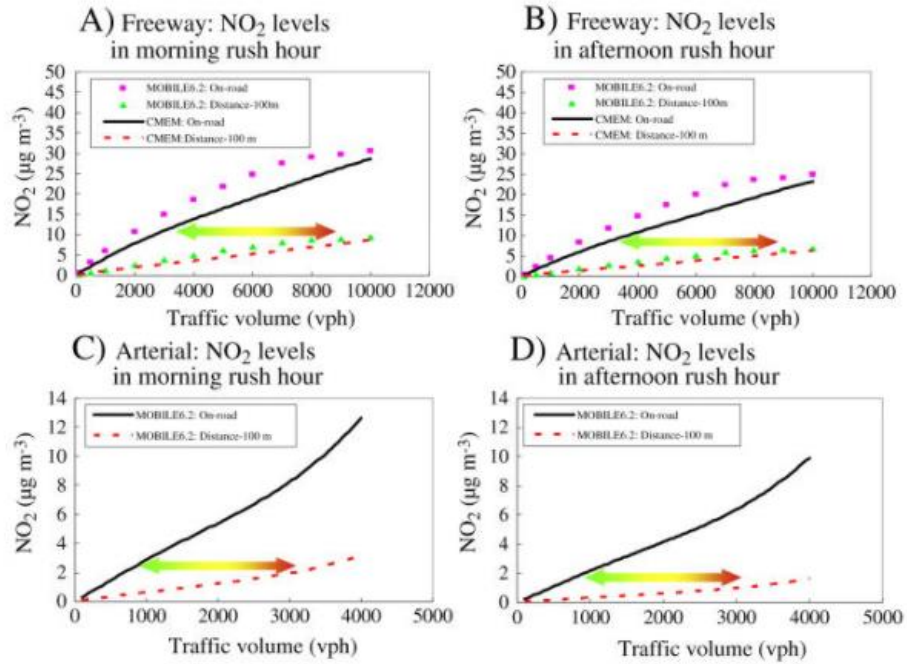 A) Freeway: NO₂ levels
in morning rush hour
50
45
40
35
30
25
20
15
10
5
0
NO₂ (µg m⁻³)
MOBILE6.2: On-road
MOBILE6.2: Distance-100m
CMEM: On-road
CMEM: Distance-100 m
0 2000 4000 6000 8000 10000 12000
Traffic volume (vph)
B) Freeway: NO₂ levels
in afternoon rush hour
50
45
40
35
30
25
20
15
10
5
0
NO₂ (µg m⁻³)
MOBILE6.2: On-road
MOBILE6.2: Distance-100m
CMEM: On-road
CMEM: Distance-100 m
0 2000 4000 6000 8000 10000 12000
Traffic volume (vph)
C) Arterial: NO₂ levels
in morning rush hour
14
12
10
8
6
4
2
0
NO₂ (µg m⁻³)
MOBILE6.2: On-road
MOBILE6.2: Distance-100 m
0 1000 2000 3000 4000 5000
Traffic volume (vph)
D) Arterial: NO₂ levels
in afternoon rush hour
14
12
10
8
6
4
2
0
NO₂ (µg m⁻³)
MOBILE6.2: On-road
MOBILE6.2: Distance-100 m
0 1000 2000 3000 4000 5000
Traffic volume (vph)